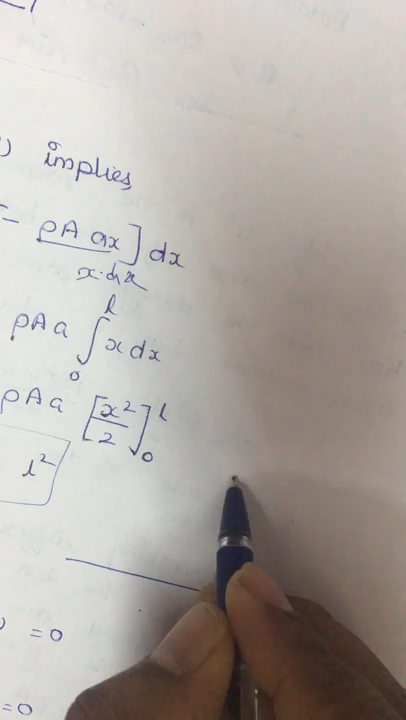 ) implies
- ρA ax ] dx
x·dx
ρAa ∫₀ˡ x dx
ρAa [x²/2]₀ˡ
l²
) = 0
= 0